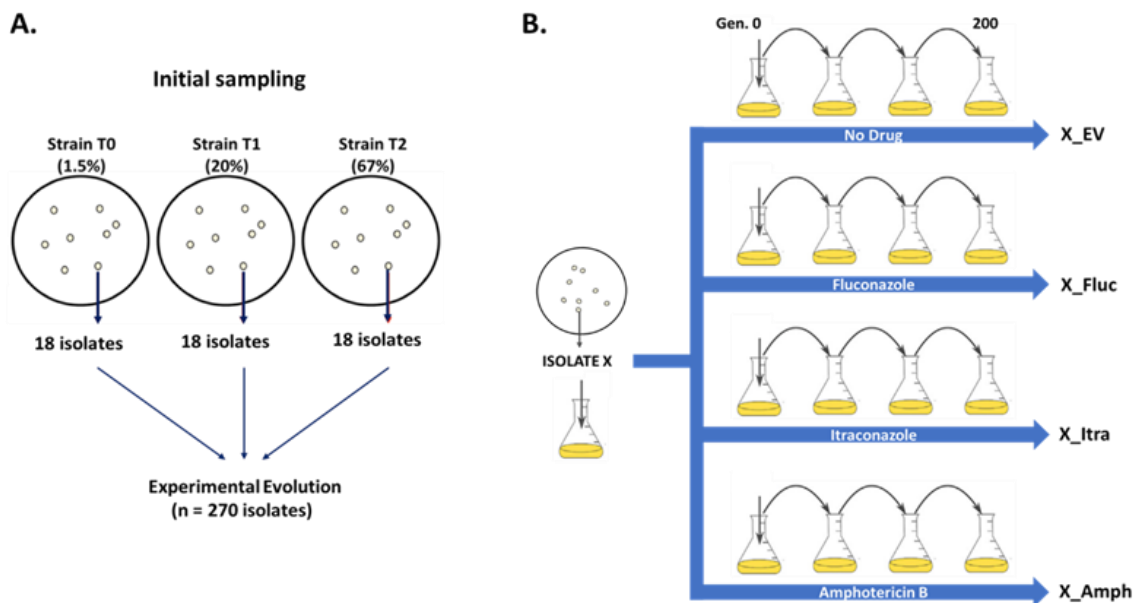 A.
Initial sampling
Strain T0
(1.5%)
Strain T1
(20%)
Strain T2
(67%)
18 isolates
18 isolates
18 isolates
Experimental Evolution
(n = 270 isolates)
B.
Gen. 0
200
No Drug
X_EV
Fluconazole
X_Fluc
ISOLATE X
Itraconazole
X_Itra
Amphotericin B
X_Amph